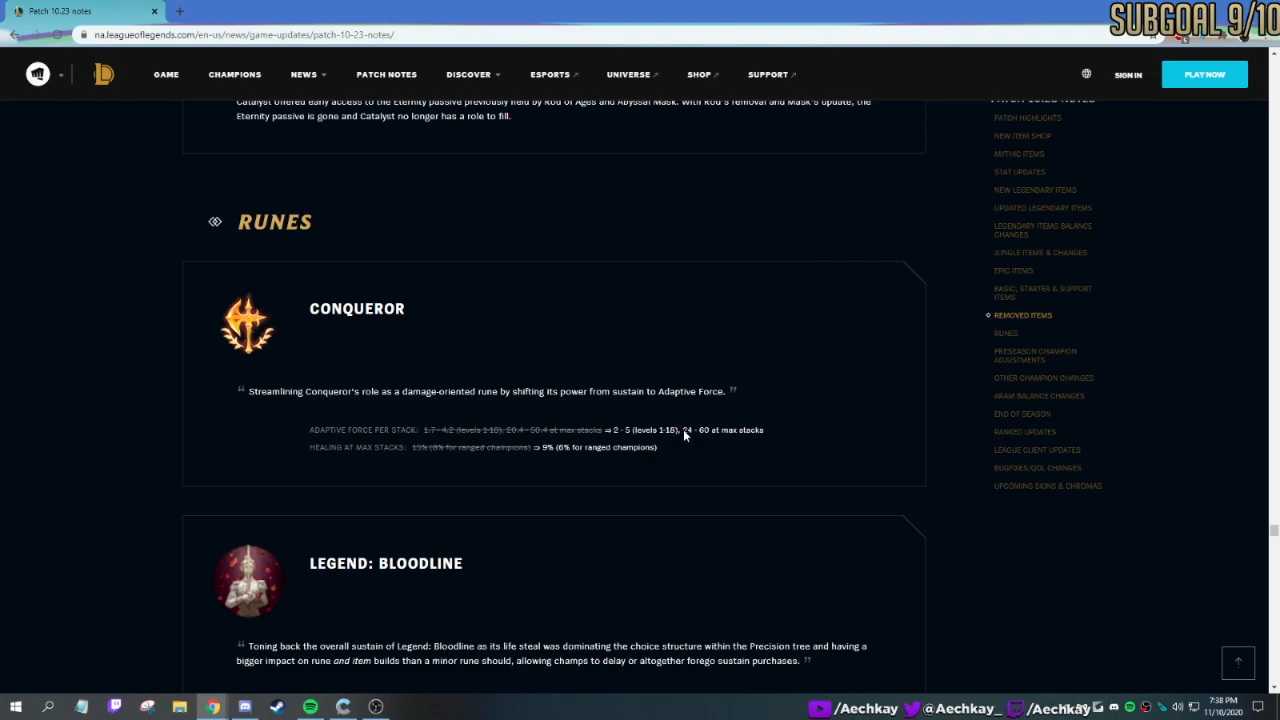 Patch 10.23 notes
SUBGOAL 9/10
na.leagueoflegends.com/en-us/news/game-updates/patch-10-23-notes/
GAME CHAMPIONS NEWS PATCH NOTES DISCOVER ESPORTS UNIVERSE SHOP SUPPORT SIGN IN PLAY NOW
Catalyst offered early access to the Eternity passive previously held by Rod of Ages and Abyssal Mask. With Rod's removal and Mask's update, the
Eternity passive is gone and Catalyst no longer has a role to fill.
RUNES
CONQUEROR
" Streamlining Conqueror's role as a damage-oriented rune by shifting its power from sustain to Adaptive Force. "
ADAPTIVE FORCE PER STACK: 1.7 - 4.2 (levels 1-18), 20.4 - 50.4 at max stacks ⇒ 2 - 5 (levels 1-18), 24 - 60 at max stacks
HEALING AT MAX STACKS: 15% (8% for ranged champions) ⇒ 9% (6% for ranged champions)
LEGEND: BLOODLINE
" Toning back the overall sustain of Legend: Bloodline as its life steal was dominating the choice structure within the Precision tree and having a
bigger impact on rune and item builds than a minor rune should, allowing champs to delay or altogether forego sustain purchases. "
PATCH 10.23 NOTES
PATCH HIGHLIGHTS
NEW ITEM SHOP
MYTHIC ITEMS
STAT UPDATES
NEW LEGENDARY ITEMS
UPDATED LEGENDARY ITEMS
LEGENDARY ITEMS BALANCE
CHANGES
JUNGLE ITEMS & CHANGES
EPIC ITEMS
BASIC, STARTER & SUPPORT
ITEMS
REMOVED ITEMS
RUNES
PRESEASON CHAMPION
ADJUSTMENTS
OTHER CHAMPION CHANGES
ARAM BALANCE CHANGES
END OF SEASON
RANKED UPDATES
LEAGUE CLIENT UPDATES
BUGFIXES/QOL CHANGES
UPCOMING SKINS & CHROMAS
/Aechkay @Aechkay_ /Aechkay
7:38 PM
11/10/2020